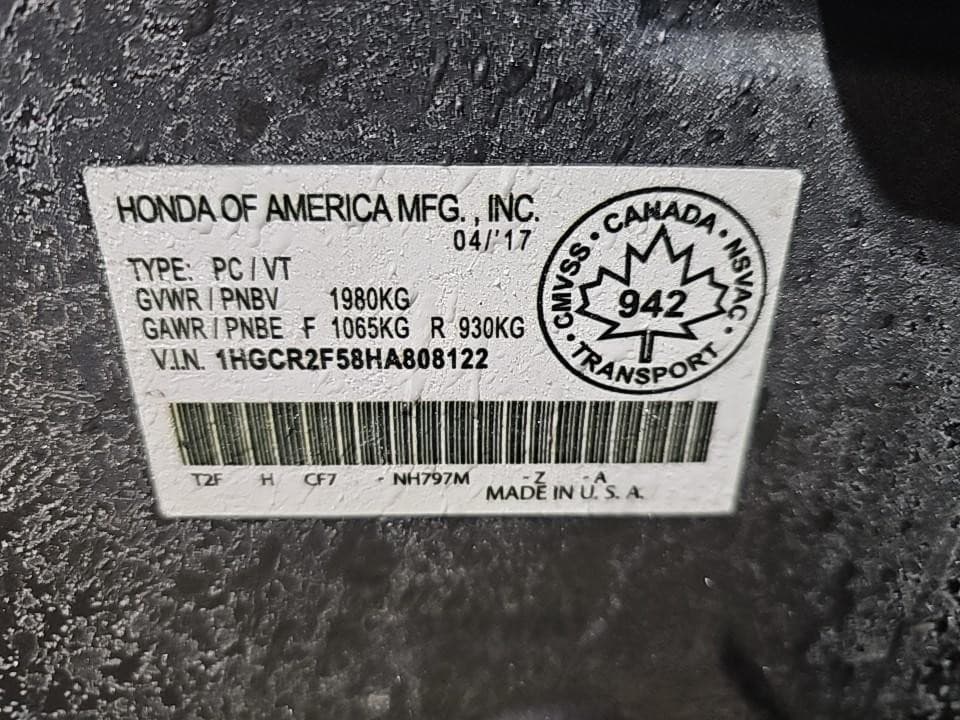 HONDA OF AMERICA MFG., INC.
04/'17
TYPE: PC / VT
GVWR / PNBV 1980KG
GAWR / PNBE F 1065KG R 930KG
V.I.N. 1HGCR2F58HA808122
CMVSS • CANADA • NSVAC • TRANSPORT •
942
T2F H CF7 - NH797M - Z - A
MADE IN U. S. A.